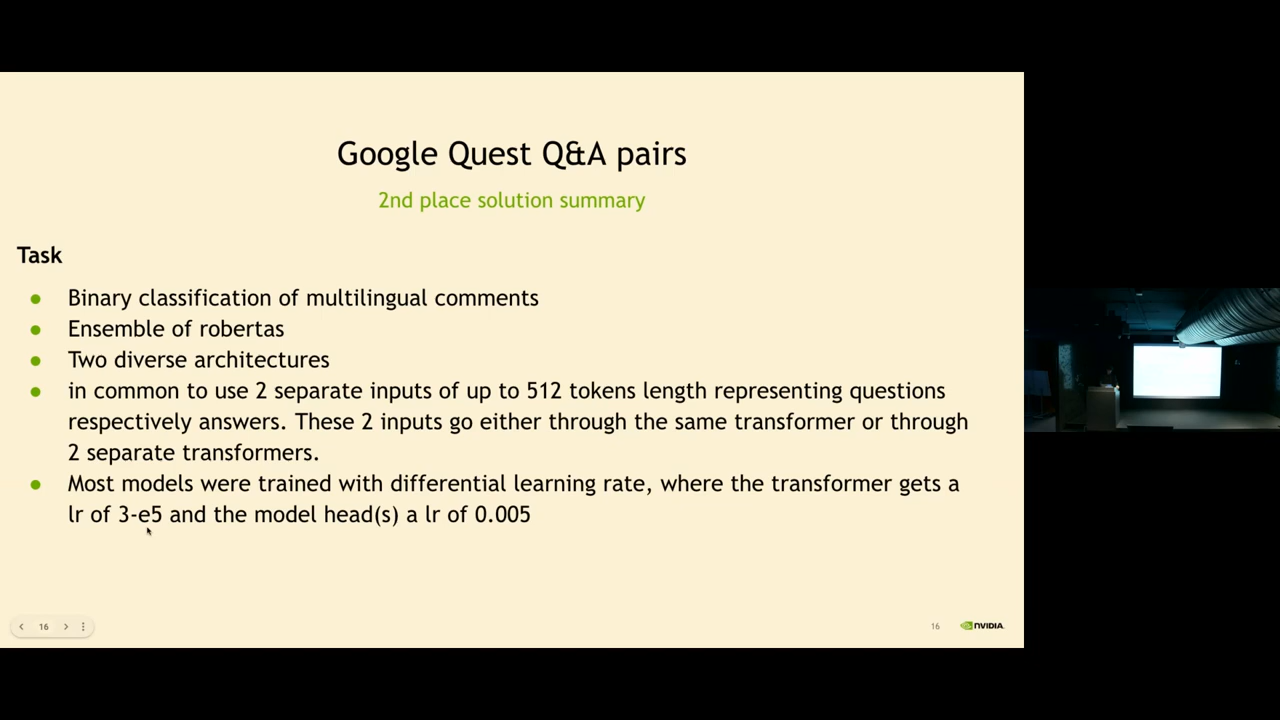 Google Quest Q&A pairs
2nd place solution summary
Task
● Binary classification of multilingual comments
● Ensemble of robertas
● Two diverse architectures
● in common to use 2 separate inputs of up to 512 tokens length representing questions
respectively answers. These 2 inputs go either through the same transformer or through
2 separate transformers.
● Most models were trained with differential learning rate, where the transformer gets a
lr of 3-e5 and the model head(s) a lr of 0.005
16
16
NVIDIA.